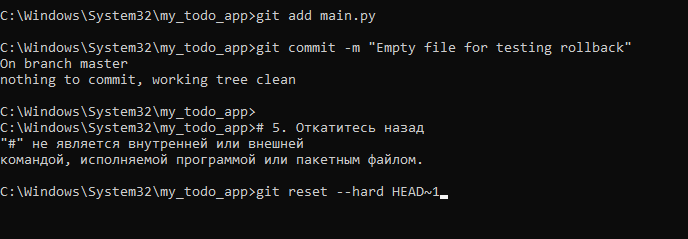 C:\Windows\System32\my_todo_app>git add main.py
C:\Windows\System32\my_todo_app>git commit -m "Empty file for testing rollback"
On branch master
nothing to commit, working tree clean
C:\Windows\System32\my_todo_app>
C:\Windows\System32\my_todo_app># 5. Откатитесь назад
"#" не является внутренней или внешней
командой, исполняемой программой или пакетным файлом.
C:\Windows\System32\my_todo_app>git reset --hard HEAD~1